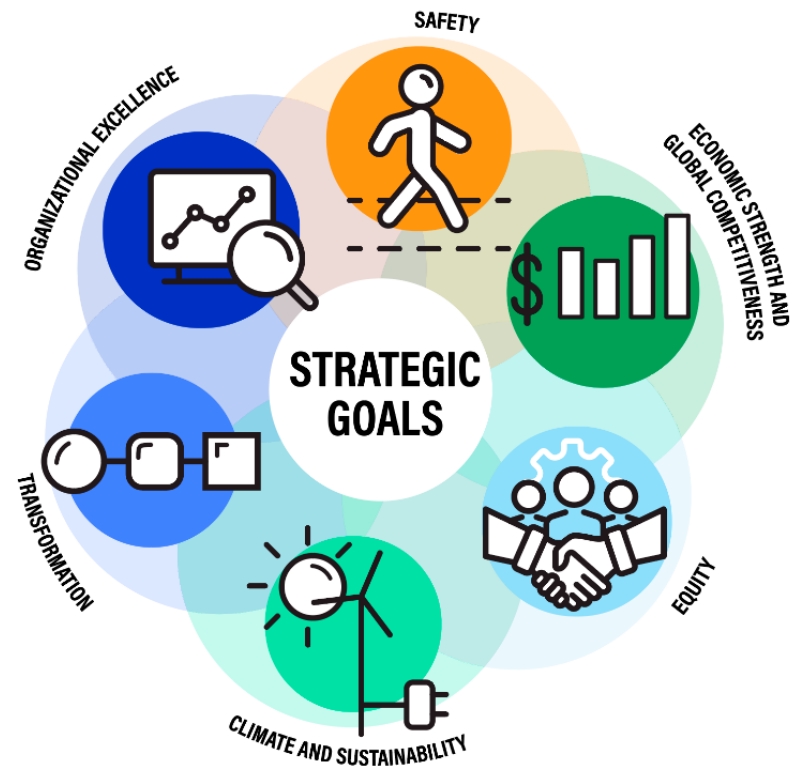 SAFETY
ECONOMIC STRENGTH AND
GLOBAL COMPETITIVENESS
EQUITY
CLIMATE AND SUSTAINABILITY
TRANSFORMATION
ORGANIZATIONAL EXCELLENCE
STRATEGIC
GOALS
$